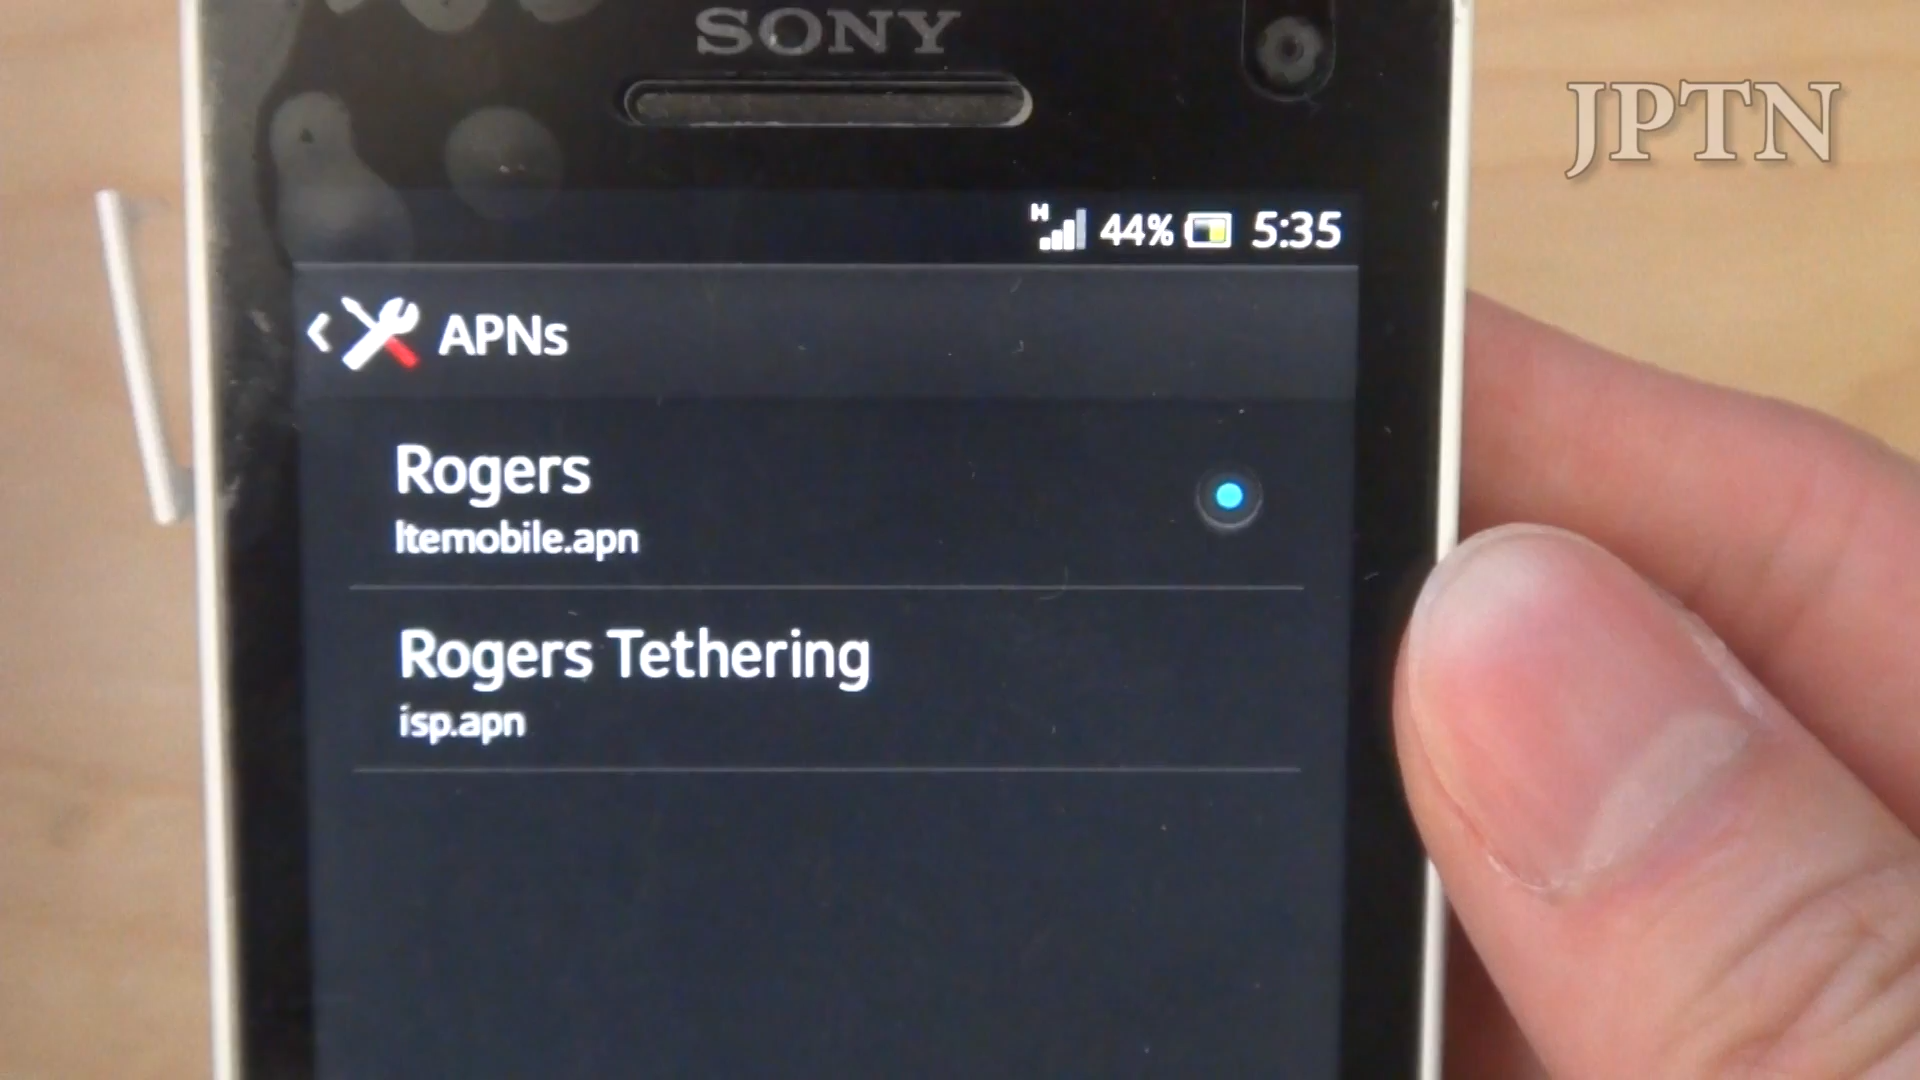 SONY
JPTN
H 44% 5:35
APNs
Rogers
ltemobile.apn
Rogers Tethering
isp.apn